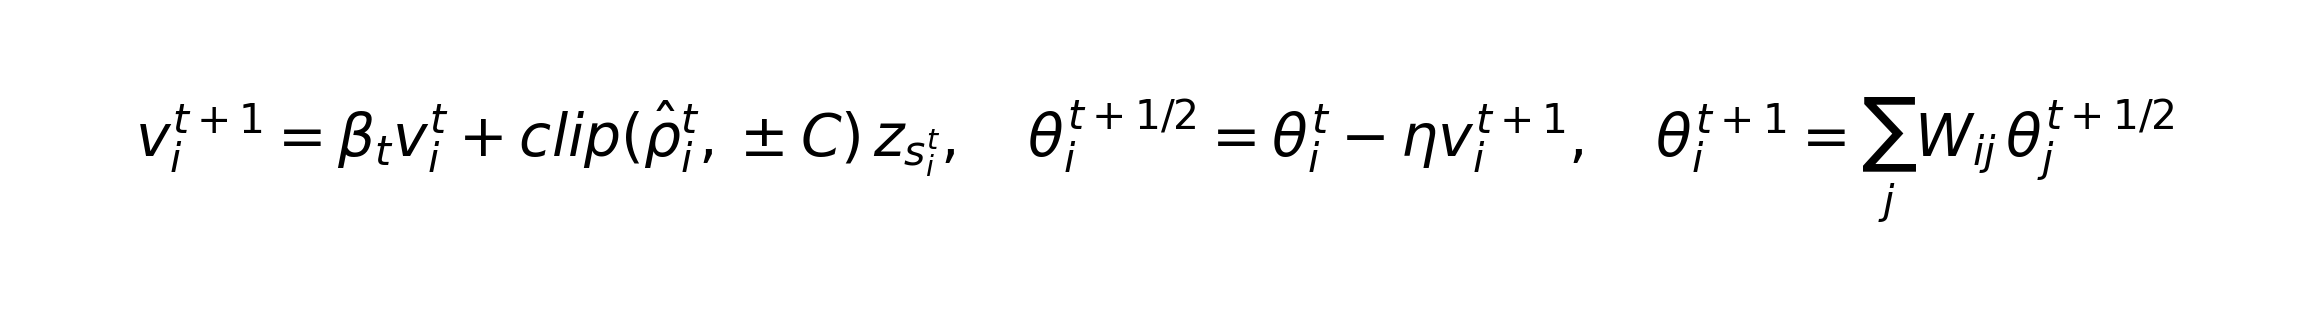 v_i^{t+1} = β_t v_i^t + clip(ρ̂_i^t, ±C) z_{s_i^t},    θ_i^{t+1/2} = θ_i^t − ηv_i^{t+1},    θ_i^{t+1} = ∑_j W_{ij} θ_j^{t+1/2}